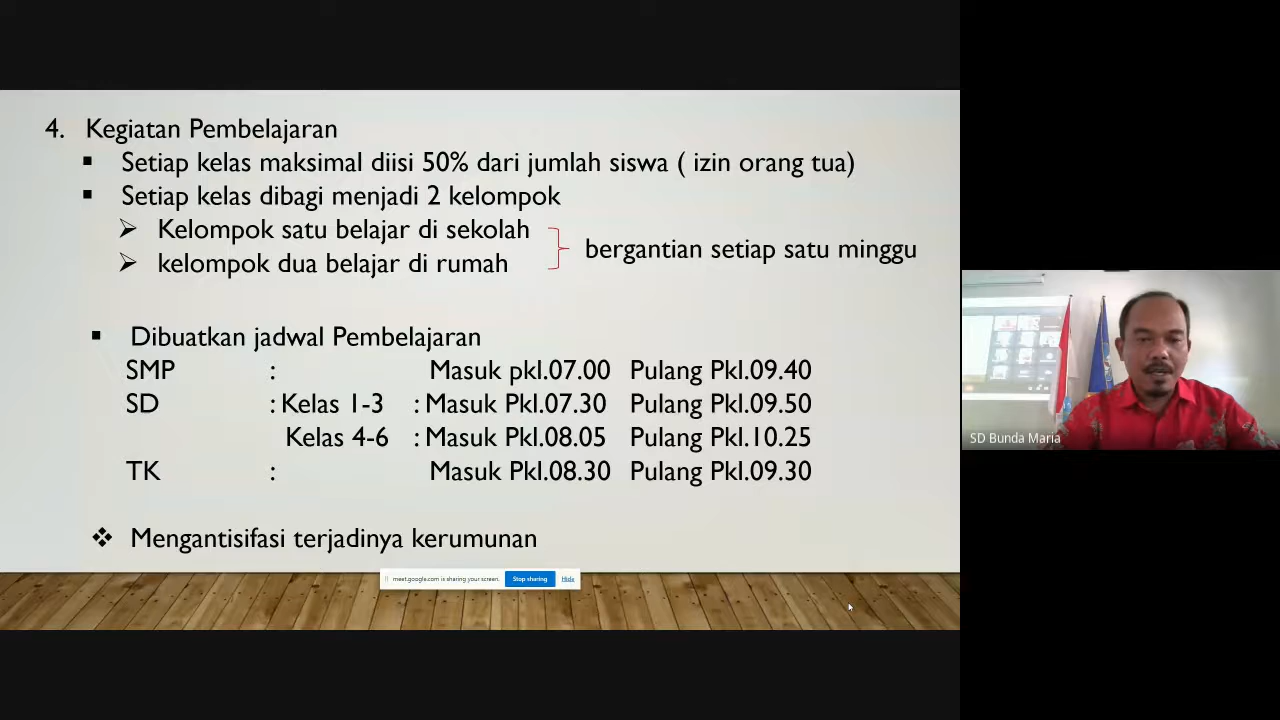 4. Kegiatan Pembelajaran
▪ Setiap kelas maksimal diisi 50% dari jumlah siswa ( izin orang tua)
▪ Setiap kelas dibagi menjadi 2 kelompok
➢ Kelompok satu belajar di sekolah
bergantian setiap satu minggu
➢ kelompok dua belajar di rumah
▪ Dibuatkan jadwal Pembelajaran
SMP : Masuk pkl.07.00 Pulang Pkl.09.40
SD : Kelas 1-3 : Masuk Pkl.07.30 Pulang Pkl.09.50
Kelas 4-6 : Masuk Pkl.08.05 Pulang Pkl.10.25
TK : Masuk Pkl.08.30 Pulang Pkl.09.30
❖ Mengantisifasi terjadinya kerumunan
meet.google.com is sharing your screen. Stop sharing Hide
SD Bunda Maria